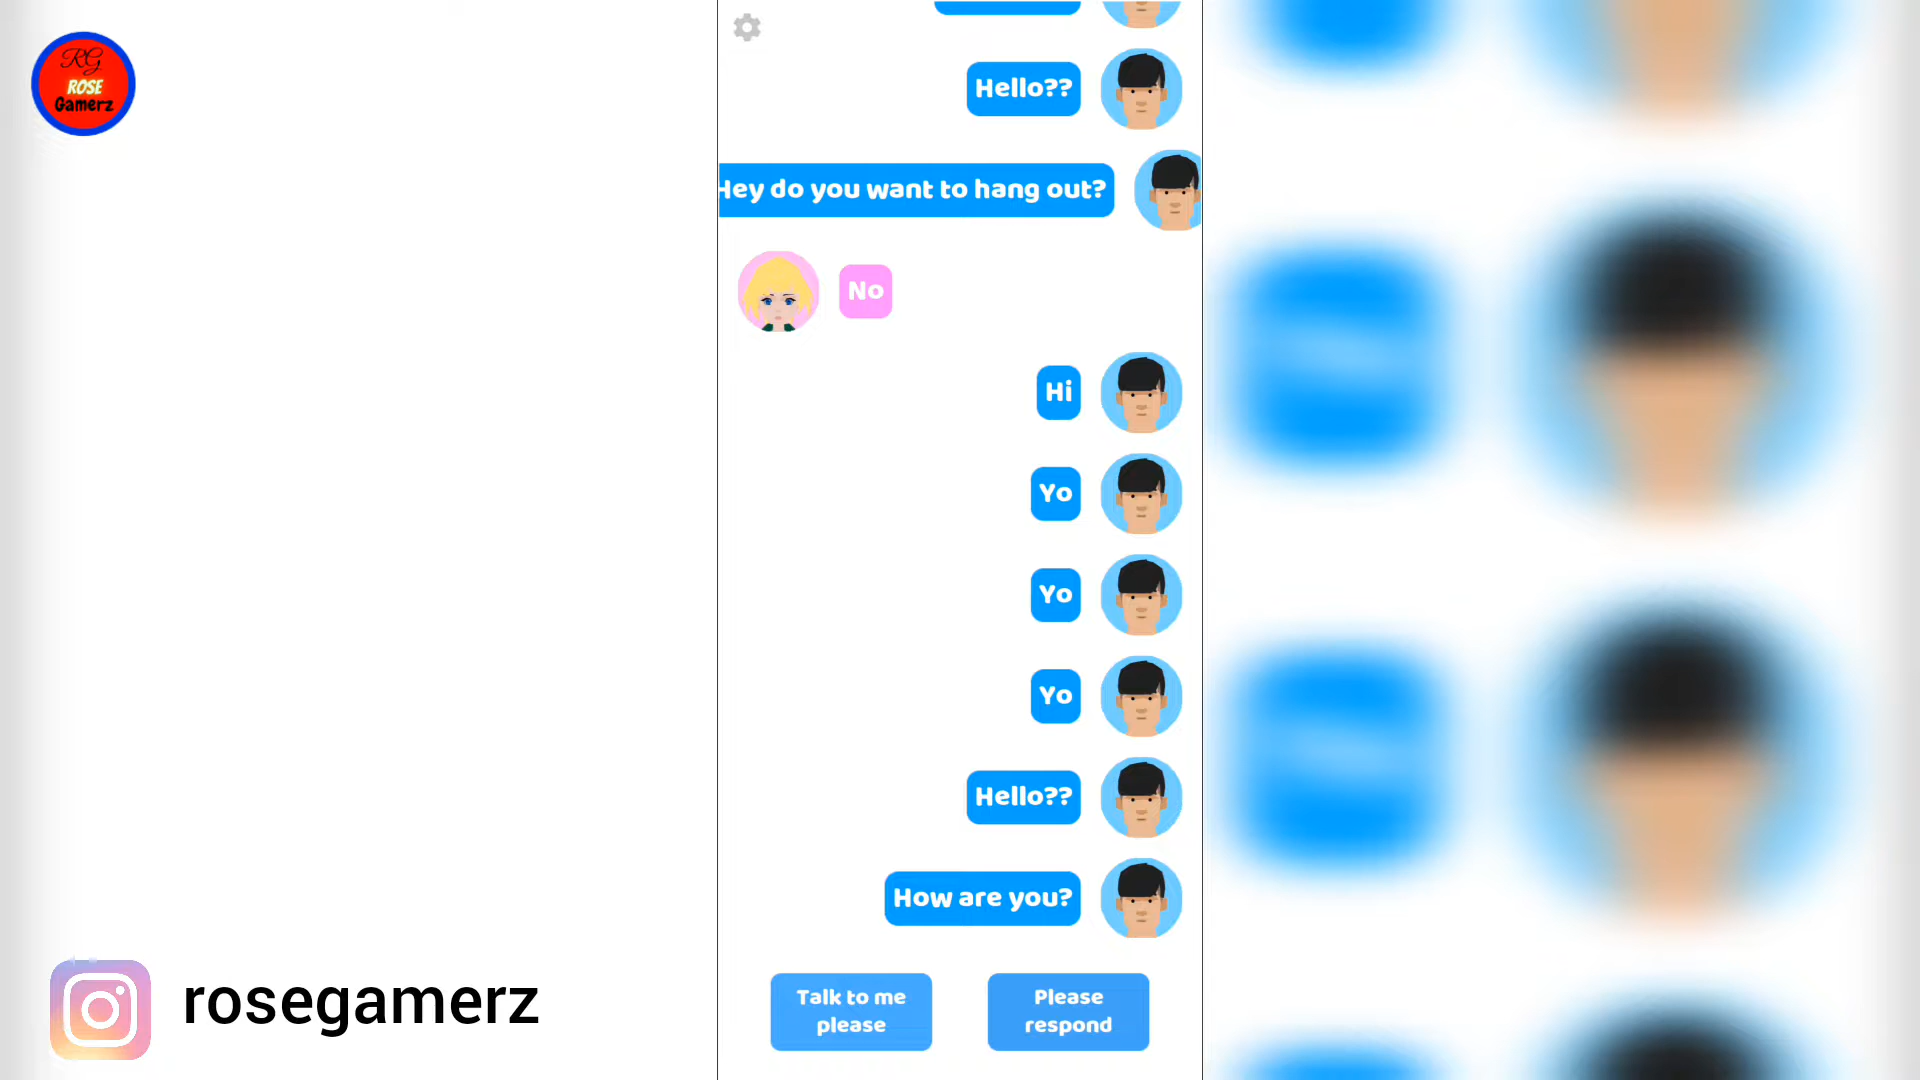 RG
ROSE
Gamerz
Hello??
Hey do you want to hang out?
No
Hi
Yo
Yo
Yo
Hello??
How are you?
Talk to me
please
Please
respond
rosegamerz